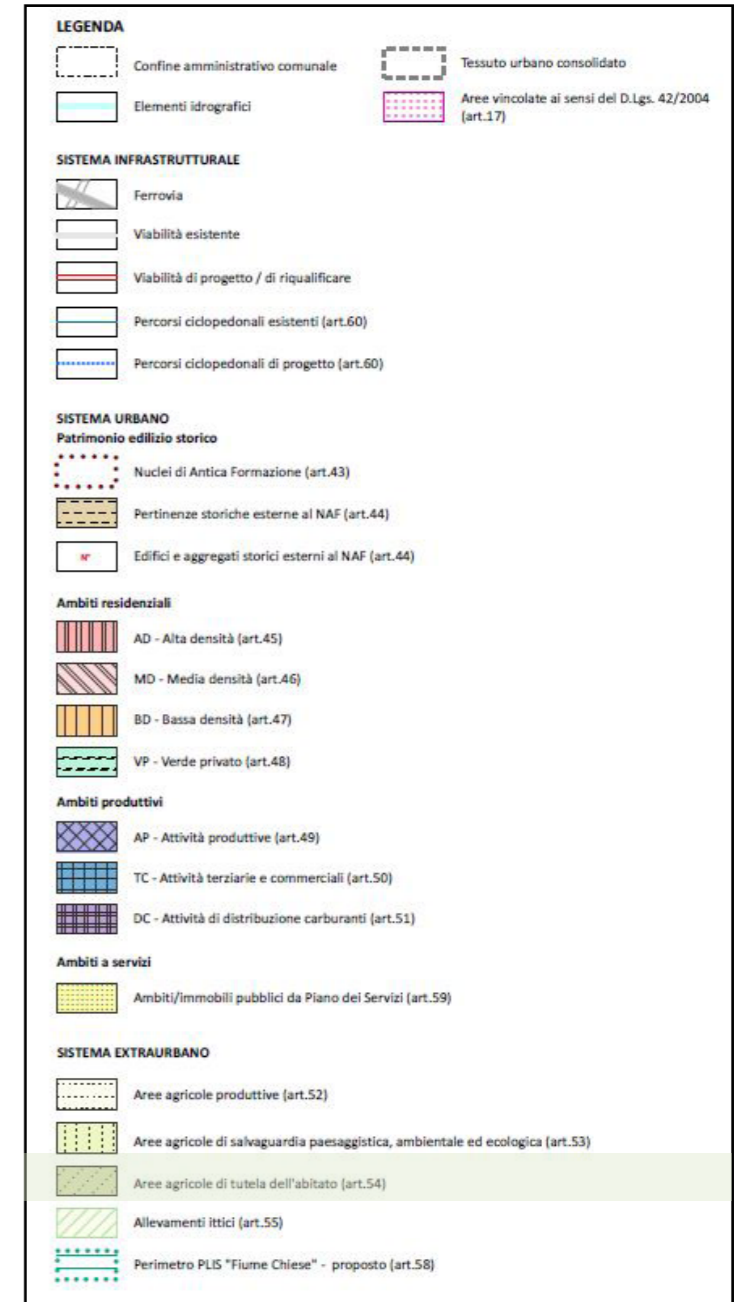 LEGENDA
Confine amministrativo comunale
Tessuto urbano consolidato
Elementi idrografici
Aree vincolate ai sensi del D.Lgs. 42/2004
(art.17)
SISTEMA INFRASTRUTTURALE
Ferrovia
Viabilità esistente
Viabilità di progetto / di riqualificare
Percorsi ciclopedonali esistenti (art.60)
Percorsi ciclopedonali di progetto (art.60)
SISTEMA URBANO
Patrimonio edilizio storico
Nuclei di Antica Formazione (art.43)
Pertinenze storiche esterne al NAF (art.44)
N° Edifici e aggregati storici esterni al NAF (art.44)
Ambiti residenziali
AD - Alta densità (art.45)
MD - Media densità (art.46)
BD - Bassa densità (art.47)
VP - Verde privato (art.48)
Ambiti produttivi
AP - Attività produttive (art.49)
TC - Attività terziarie e commerciali (art.50)
DC - Attività di distribuzione carburanti (art.51)
Ambiti a servizi
Ambiti/immobili pubblici da Piano dei Servizi (art.59)
SISTEMA EXTRAURBANO
Aree agricole produttive (art.52)
Aree agricole di salvaguardia paesaggistica, ambientale ed ecologica (art.53)
Aree agricole di tutela dell'abitato (art.54)
Allevamenti ittici (art.55)
Perimetro PLIS "Fiume Chiese" - proposto (art.58)